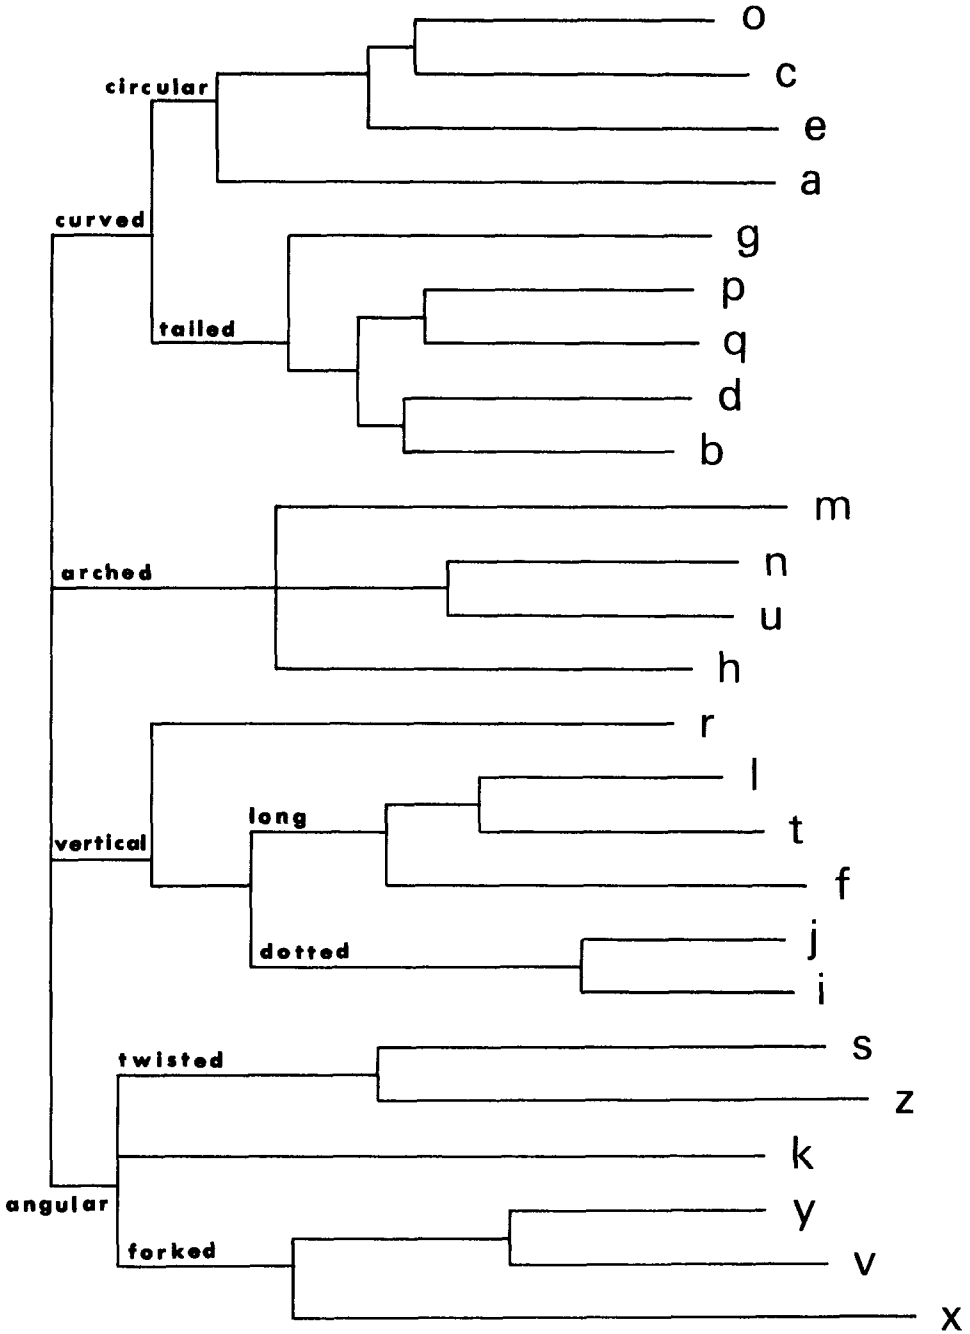 o
c
circular
e
a
curved
g
p
tailed
q
d
b
m
n
arched
u
h
r
l
long
t
vertical
f
j
dotted
i
s
twisted
z
k
angular
y
forked
v
x